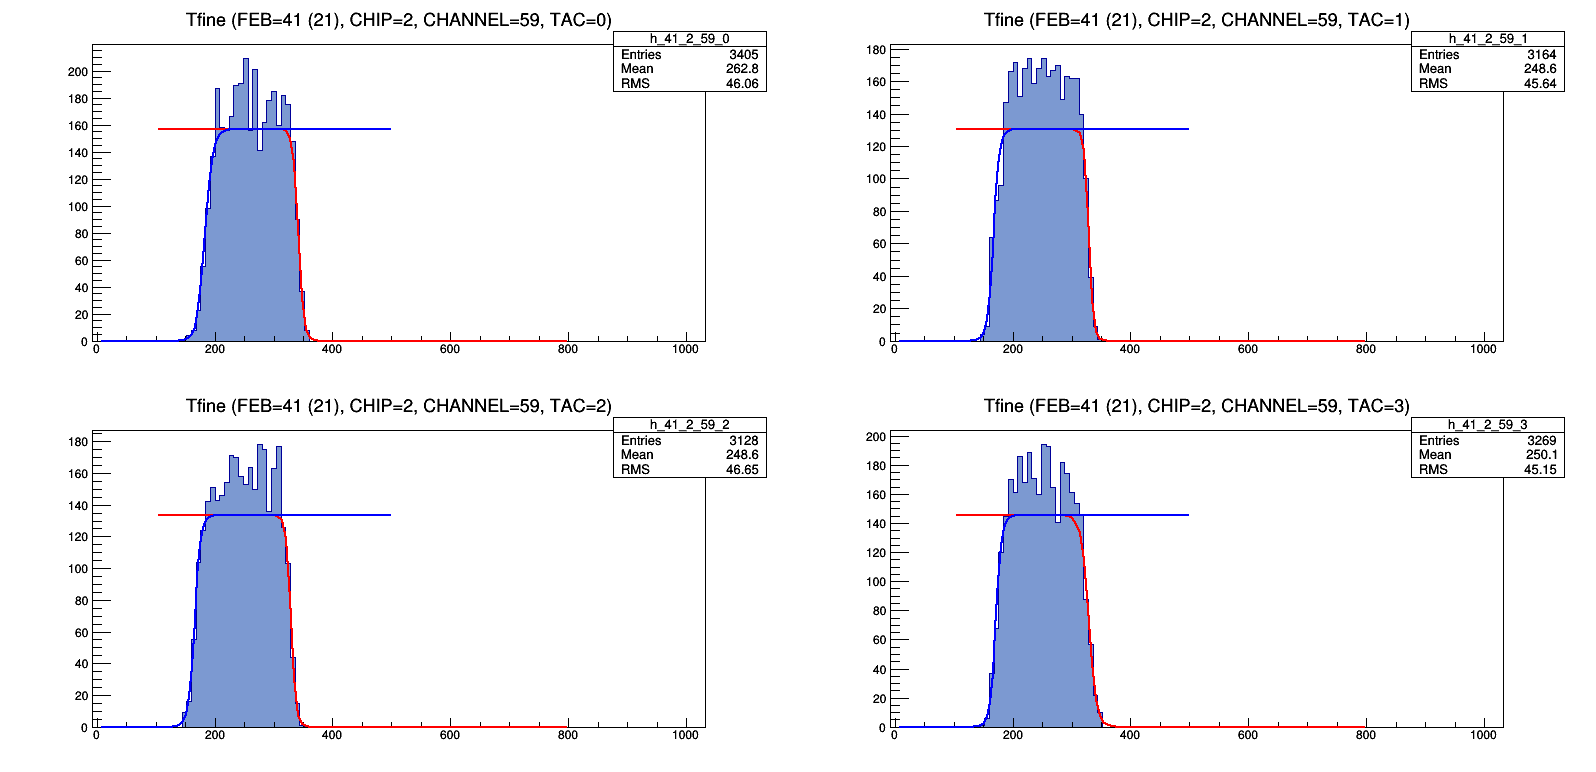 Tfine (FEB=41 (21), CHIP=2, CHANNEL=59, TAC=0)
h_41_2_59_0
Entries 3405
Mean 262.8
RMS 46.06
200
180
160
140
120
100
80
60
40
20
0
0 200 400 600 800 1000
Tfine (FEB=41 (21), CHIP=2, CHANNEL=59, TAC=1)
h_41_2_59_1
Entries 3164
Mean 248.6
RMS 45.64
180
160
140
120
100
80
60
40
20
0
0 200 400 600 800 1000
Tfine (FEB=41 (21), CHIP=2, CHANNEL=59, TAC=2)
h_41_2_59_2
Entries 3128
Mean 248.6
RMS 46.65
180
160
140
120
100
80
60
40
20
0
0 200 400 600 800 1000
Tfine (FEB=41 (21), CHIP=2, CHANNEL=59, TAC=3)
h_41_2_59_3
Entries 3269
Mean 250.1
RMS 45.15
200
180
160
140
120
100
80
60
40
20
0
0 200 400 600 800 1000